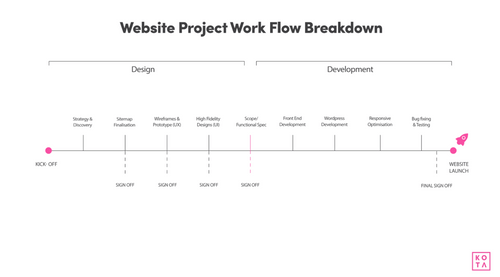 Website Project Work Flow Breakdown
Design
Development
Strategy &
Discovery
Sitemap
Finalisation
Wireframes &
Prototype (UX)
High Fidelity
Designs (UI)
Scope/
Functional Spec
Front End
Development
Wordpress
Development
Responsive
Optimisation
Bug fixing
& Testing
KICK- OFF
WEBSITE
LAUNCH
SIGN OFF
SIGN OFF
SIGN OFF
SIGN OFF
FINAL SIGN OFF
KO
TA